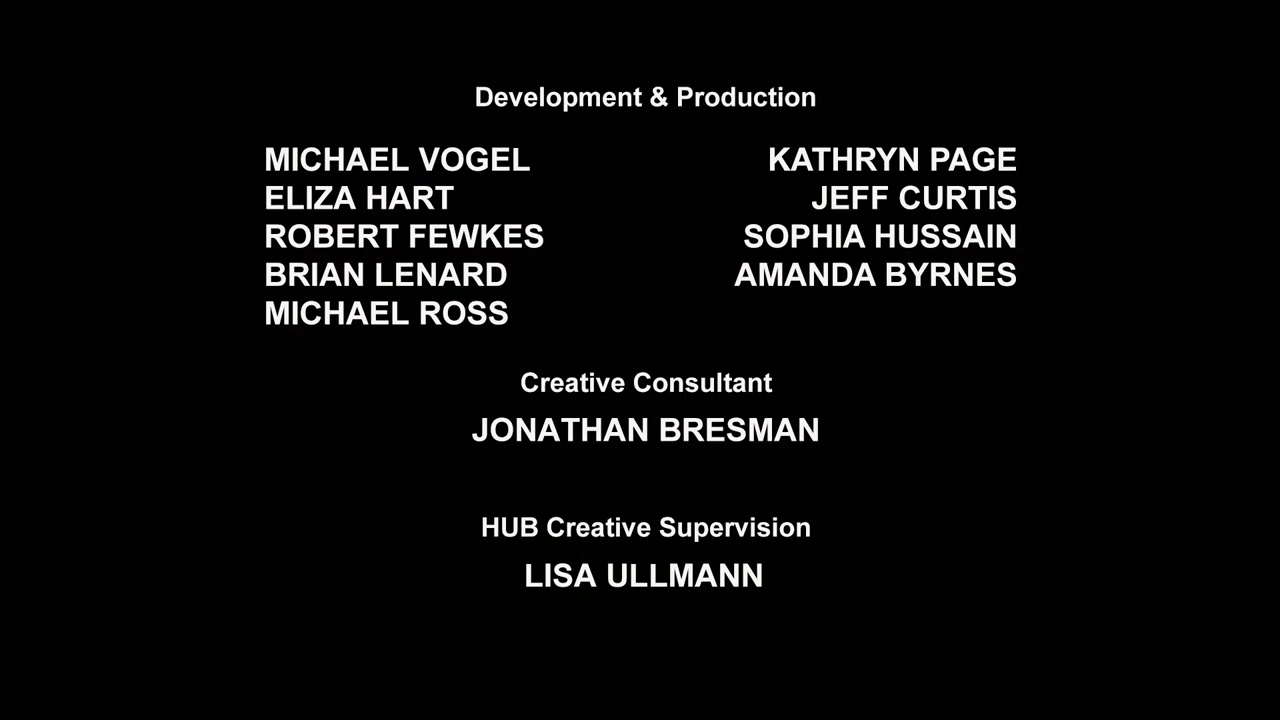 Development & Production
MICHAEL VOGEL KATHRYN PAGE
ELIZA HART JEFF CURTIS
ROBERT FEWKES SOPHIA HUSSAIN
BRIAN LENARD AMANDA BYRNES
MICHAEL ROSS
Creative Consultant
JONATHAN BRESMAN
HUB Creative Supervision
LISA ULLMANN